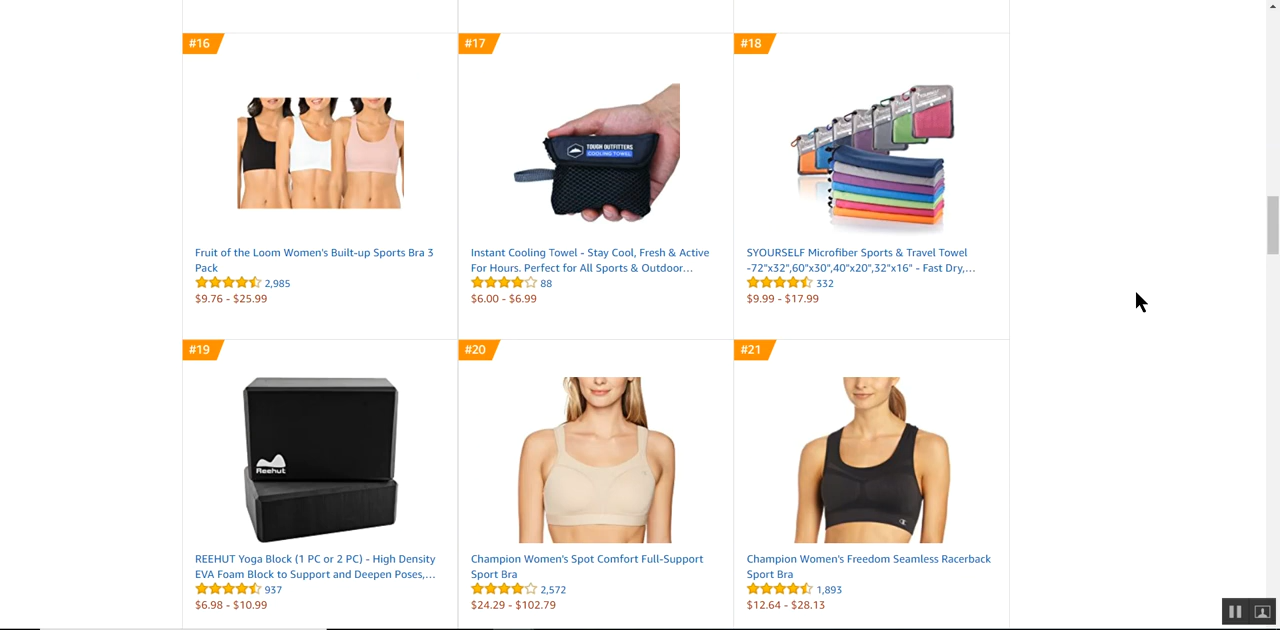 #16
#17
#18
TOUGH OUTFITTERS
COOLING TOWEL
Fruit of the Loom Women's Built-up Sports Bra 3
Pack
2,985
$9.76 - $25.99
Instant Cooling Towel - Stay Cool, Fresh & Active
For Hours. Perfect for All Sports & Outdoor…
88
$6.00 - $6.99
SYOURSELF Microfiber Sports & Travel Towel
-72"x32",60"x30",40"x20",32"x16" - Fast Dry,…
332
$9.99 - $17.99
#19
#20
#21
Reehut
REEHUT Yoga Block (1 PC or 2 PC) - High Density
EVA Foam Block to Support and Deepen Poses,…
937
$6.98 - $10.99
Champion Women's Spot Comfort Full-Support
Sport Bra
2,572
$24.29 - $102.79
Champion Women's Freedom Seamless Racerback
Sport Bra
1,893
$12.64 - $28.13